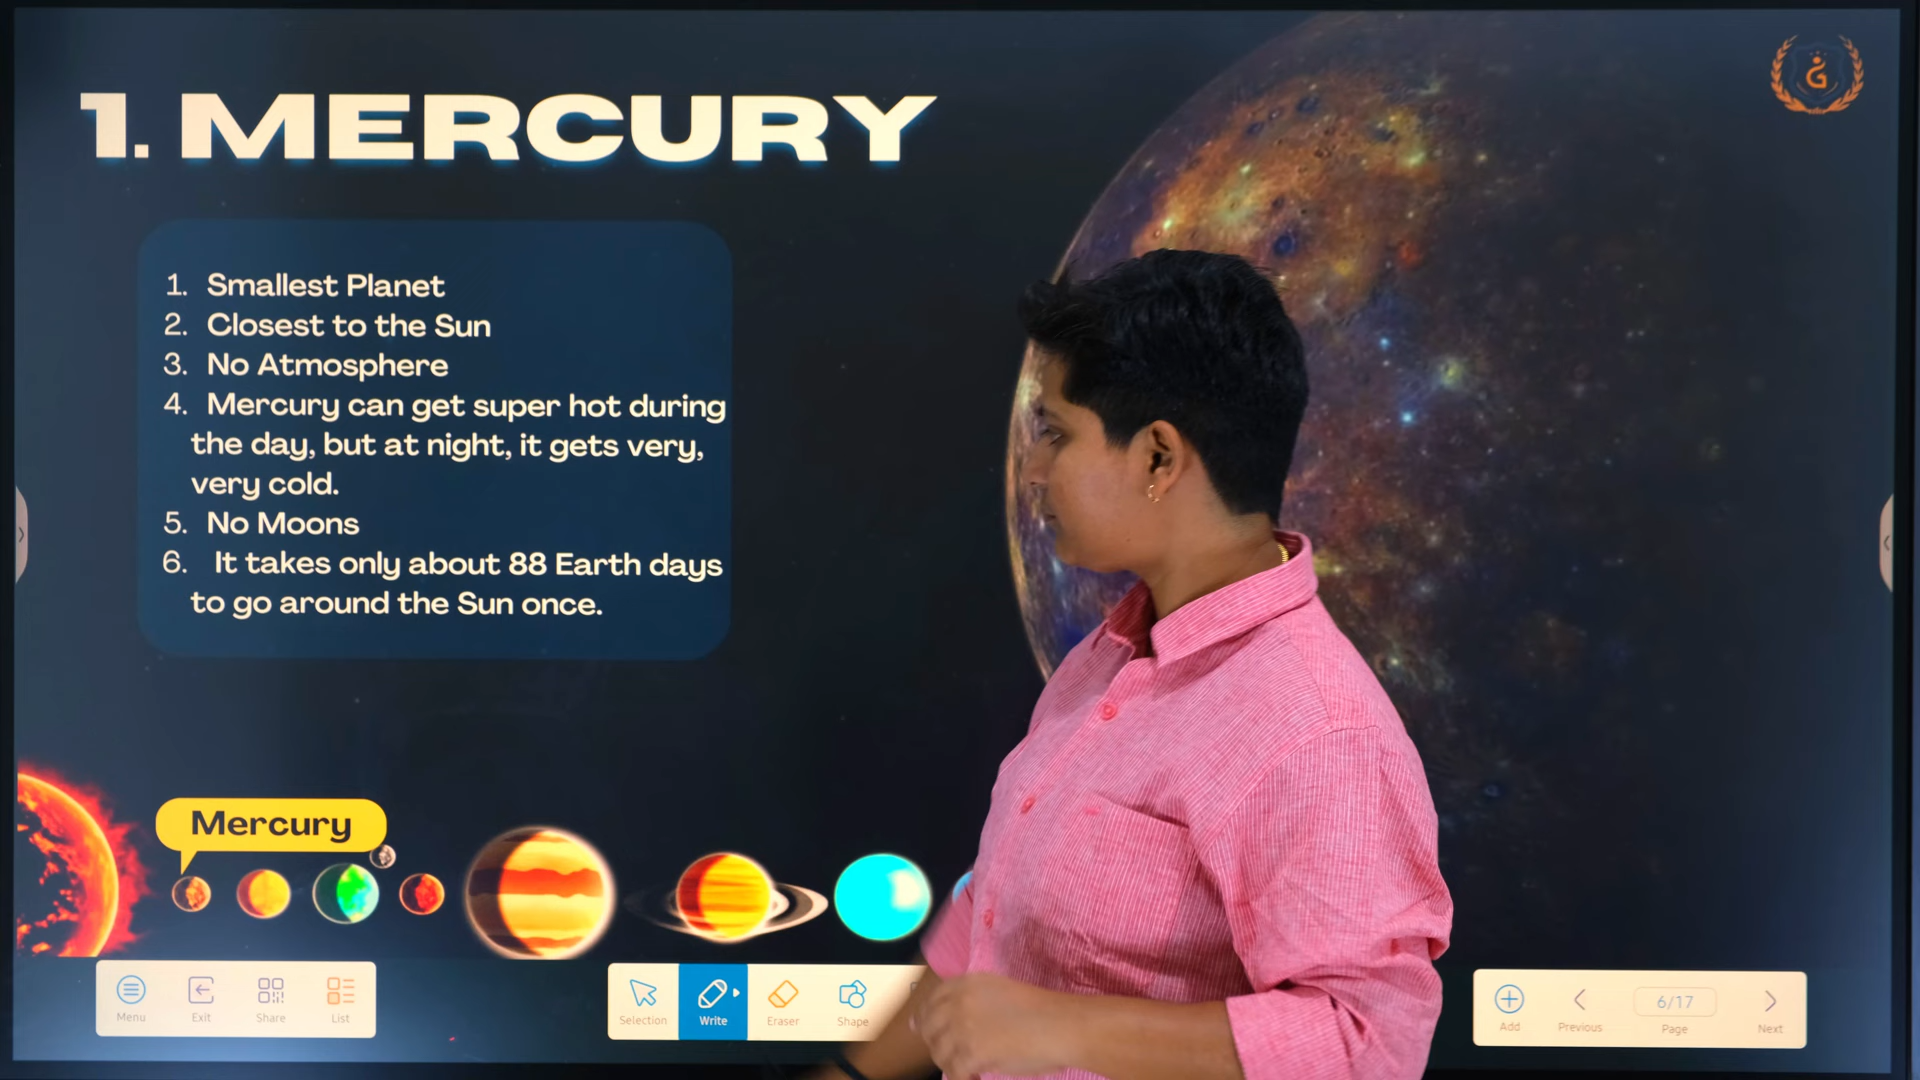 1. MERCURY
1. Smallest Planet
2. Closest to the Sun
3. No Atmosphere
4. Mercury can get super hot during
the day, but at night, it gets very,
very cold.
5. No Moons
6. It takes only about 88 Earth days
to go around the Sun once.
Mercury
Menu Exit Share List
Selection Write Eraser Shape
Add Previous 6/17 Page Next